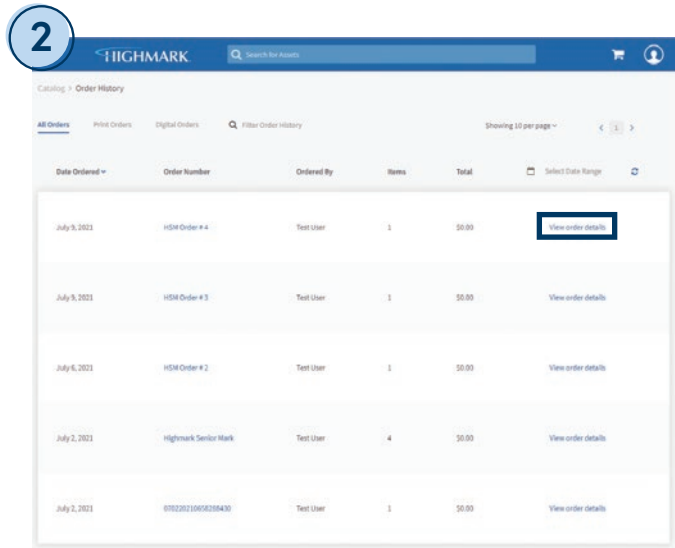 2
HIGHMARK
Search for Assets
Catalog > Order History
All Orders Print Orders Digital Orders Filter Order History Showing 10 per page < 1 >
Date Ordered Order Number Ordered By Items Total Select Date Range
July 9, 2021 HSM Order # 4 Test User 1 $0.00 View order details
July 9, 2021 HSM Order # 3 Test User 1 $0.00 View order details
July 6, 2021 HSM Order # 2 Test User 1 $0.00 View order details
July 2, 2021 Highmark Senior Mark Test User 4 $0.00 View order details
July 2, 2021 Test User 1 $0.00 View order details